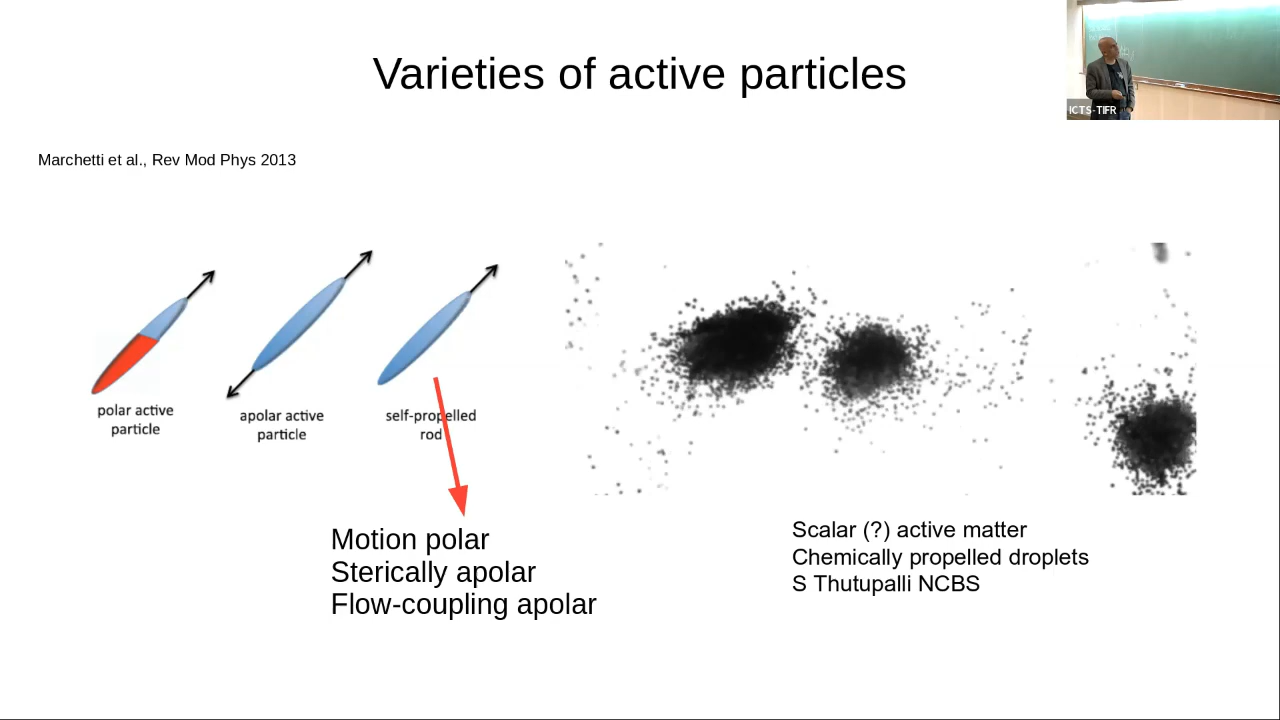 Varieties of active particles
ICTS-TIFR
Marchetti et al., Rev Mod Phys 2013
polar active
particle
apolar active
particle
self-propelled
rod
Motion polar
Sterically apolar
Flow-coupling apolar
Scalar (?) active matter
Chemically propelled droplets
S Thutupalli NCBS